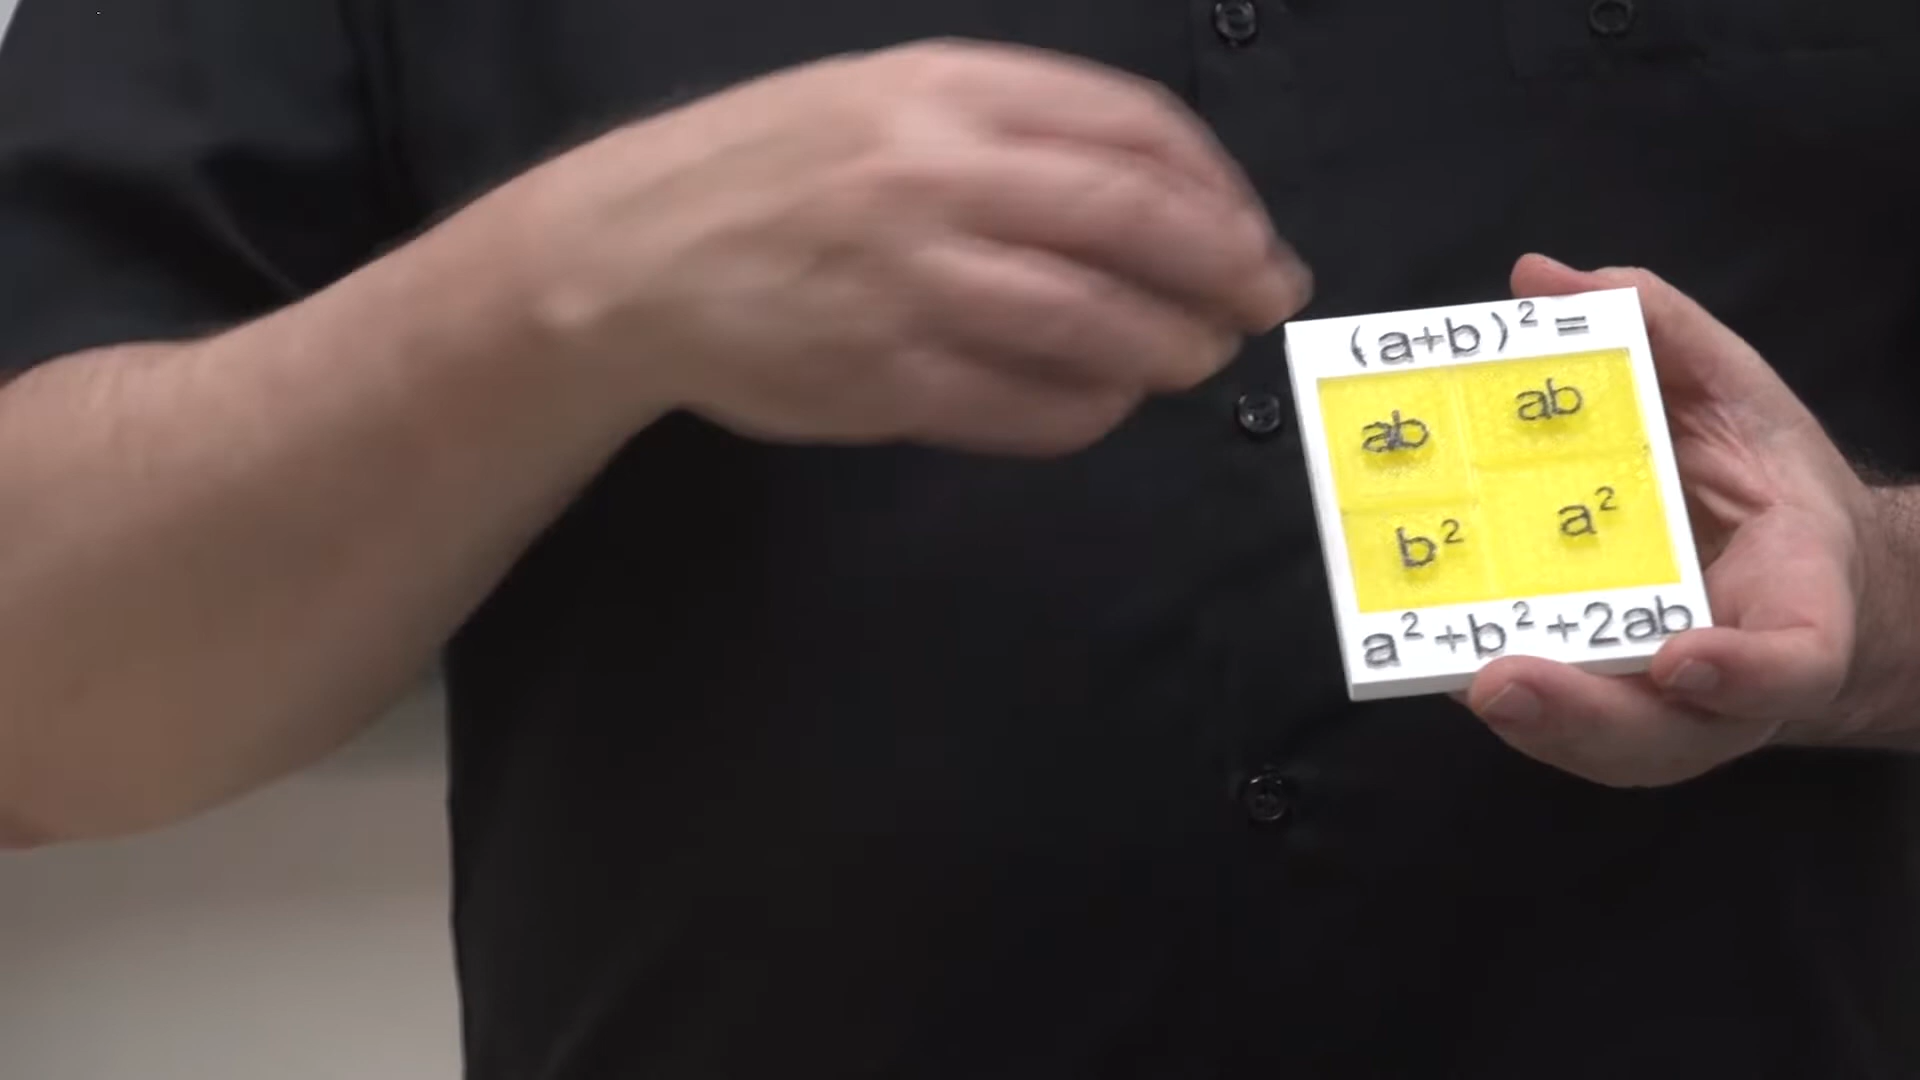 (a+b)² =
ab ab
b² a²
a²+b²+2ab